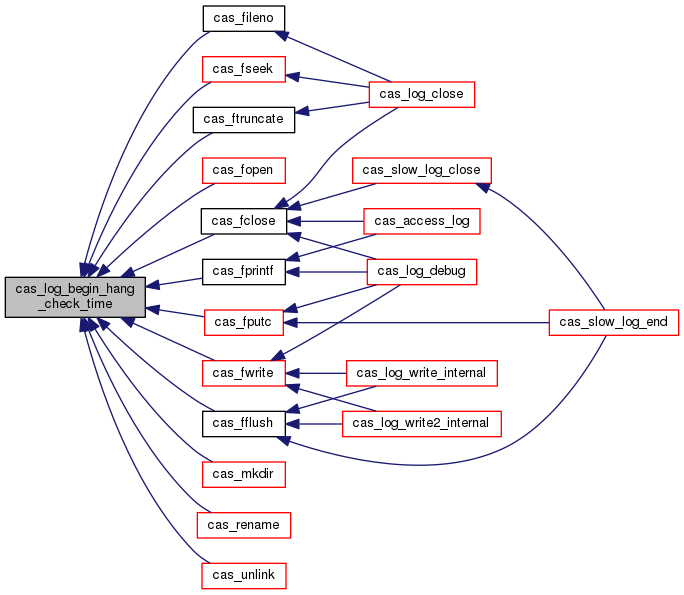 cas_fileno
cas_fseek
cas_log_close
cas_ftruncate
cas_fopen
cas_slow_log_close
cas_fclose
cas_access_log
cas_fprintf
cas_log_debug
cas_log_begin_hang
_check_time
cas_fputc
cas_slow_log_end
cas_fwrite
cas_log_write_internal
cas_fflush
cas_log_write2_internal
cas_mkdir
cas_rename
cas_unlink